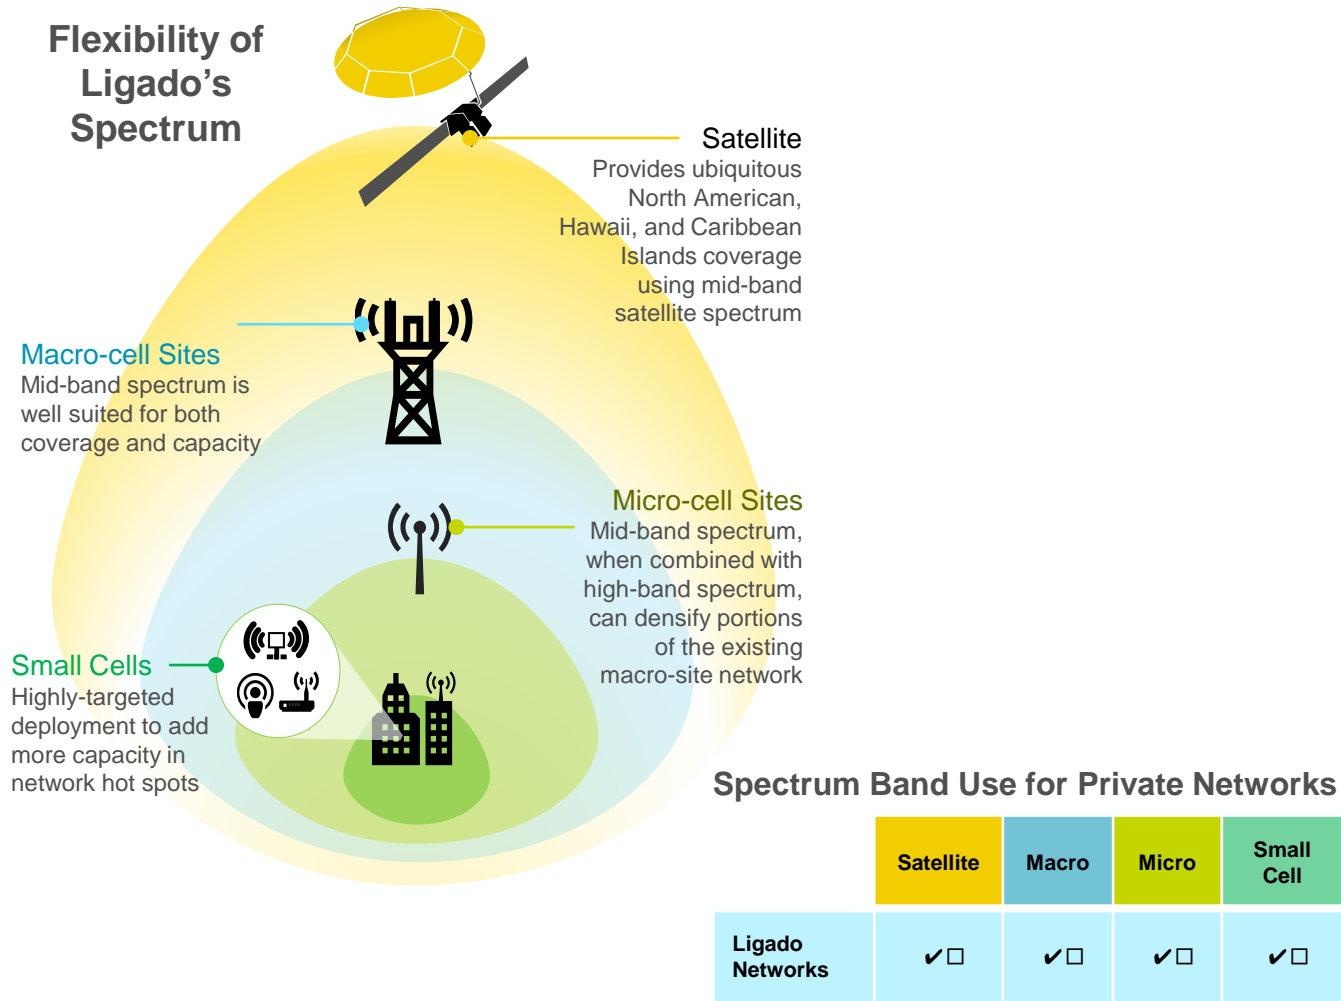 Flexibility of
Ligado’s
Spectrum
Satellite
Provides ubiquitous
North American,
Hawaii, and Caribbean
Islands coverage
using mid-band
satellite spectrum
Macro-cell Sites
Mid-band spectrum is
well suited for both
coverage and capacity
Micro-cell Sites
Mid-band spectrum,
when combined with
high-band spectrum,
can densify portions
of the existing
macro-site network
Small Cells
Highly-targeted
deployment to add
more capacity in
network hot spots
Spectrum Band Use for Private Networks
Satellite Macro Micro Small
Cell
Ligado
Networks ✔☐ ✔☐ ✔☐ ✔☐